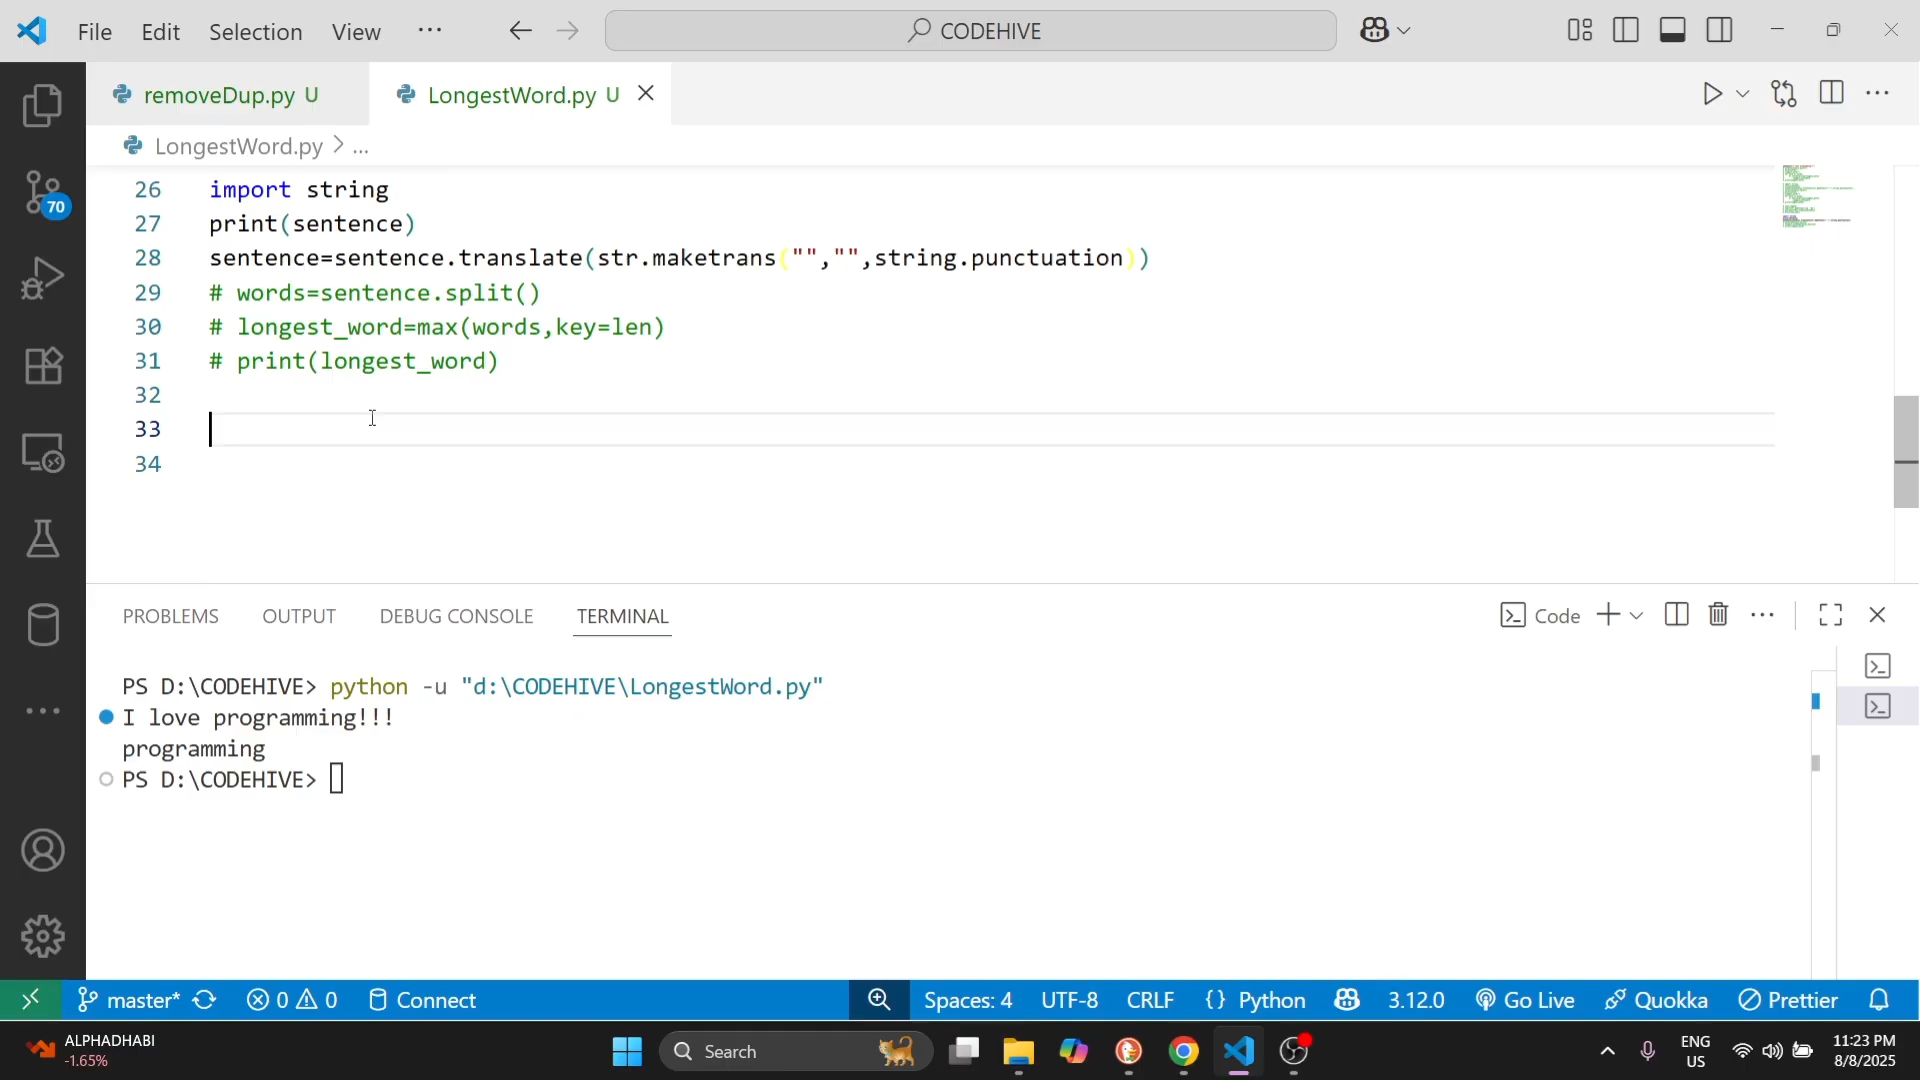 File Edit Selection View ··· CODEHIVE
removeDup.py U LongestWord.py U
LongestWord.py > ...
26 import string
27 print(sentence)
28 sentence=sentence.translate(str.maketrans("","",string.punctuation))
29 # words=sentence.split()
30 # longest_word=max(words,key=len)
31 # print(longest_word)
32
33
34
70
PROBLEMS OUTPUT DEBUG CONSOLE TERMINAL Code
PS D:\CODEHIVE> python -u "d:\CODEHIVE\LongestWord.py"
I love programming!!!
programming
PS D:\CODEHIVE>
master* 0 0 Connect Spaces: 4 UTF-8 CRLF {} Python 3.12.0 Go Live Quokka Prettier
ALPHADHABI
-1.65%
Search
ENG
US
11:23 PM
8/8/2025